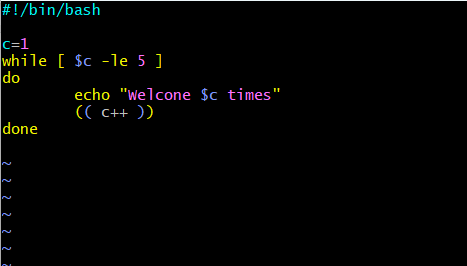 #!/bin/bash
c=1
while [ $c -le 5 ]
do
        echo "Welcone $c times"
        (( c++ ))
done
~
~
~
~
~
~
~